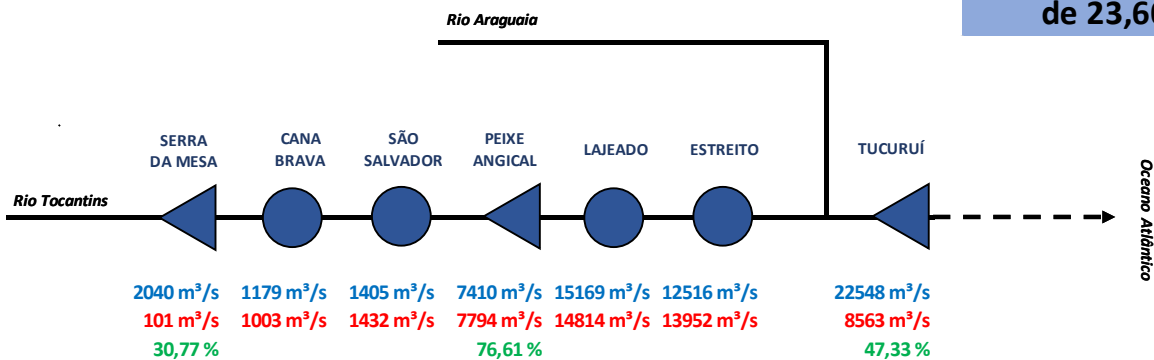 de 23,6
Rio Araguaia
SERRA
DA MESA
CANA
BRAVA
SÃO
SALVADOR
PEIXE
ANGICAL
LAJEADO
ESTREITO
TUCURUÍ
Rio Tocantins
Oceano Atlântico
2040 m³/s 1179 m³/s 1405 m³/s 7410 m³/s 15169 m³/s 12516 m³/s 22548 m³/s
101 m³/s 1003 m³/s 1432 m³/s 7794 m³/s 14814 m³/s 13952 m³/s 8563 m³/s
30,77 % 76,61 % 47,33 %